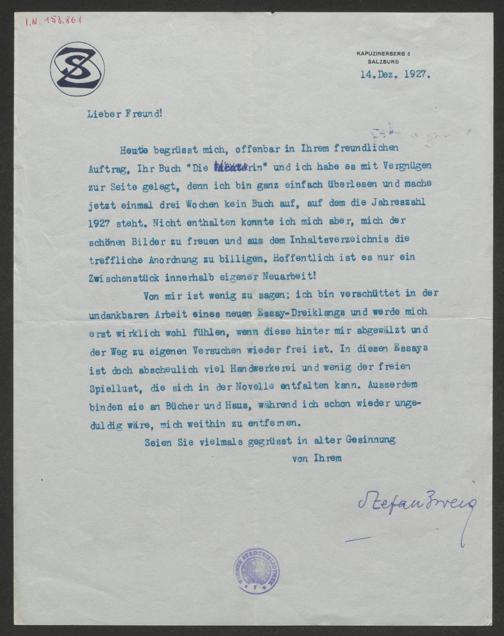 I.N. 158.861
SZ
KAPUZINERBERG 5
SALZBURG
14.Dez. 1927.
Lieber Freund!
Heute begrüsst mich, offenbar in Ihrem freundlichen
Auftrag, Ihr Buch "Die rin" und ich habe es mit Vergnügen
zur Seite gelegt, denn ich bin ganz einfach überlesen und mache
jetzt einmal drei Wochen kein Buch auf, auf dem die Jahreszahl
1927 steht. Nicht enthalten konnte ich mich aber, mich der
schönen Bilder zu freuen und aus dem Inhaltsverzeichnis die
treffliche Anordnung zu billigen. Hoffentlich ist es nur ein
Zwischenstück innerhalb eigener Neuarbeit!
Von mir ist wenig zu sagen; ich bin verschüttet in der
undankbaren Arbeit eines neuen Essay-Dreiklangs und werde mich
erst wirklich wohl fühlen, wenn diese hinter mir abgewälzt und
der Weg zu eigenen Versuchen wieder frei ist. In diesen Essays
ist doch abscheulich viel Handwerkerei und wenig der freien
Spiellust, die sich in der Novelle entfalten kann. Ausserdem
binden sie an Bücher und Haus, während ich schon wieder unge-
duldig wäre, mich weithin zu entfernen.
Seien Sie vielmals gegrüsst in alter Gesinnung
von Ihrem
Stefan Zweig